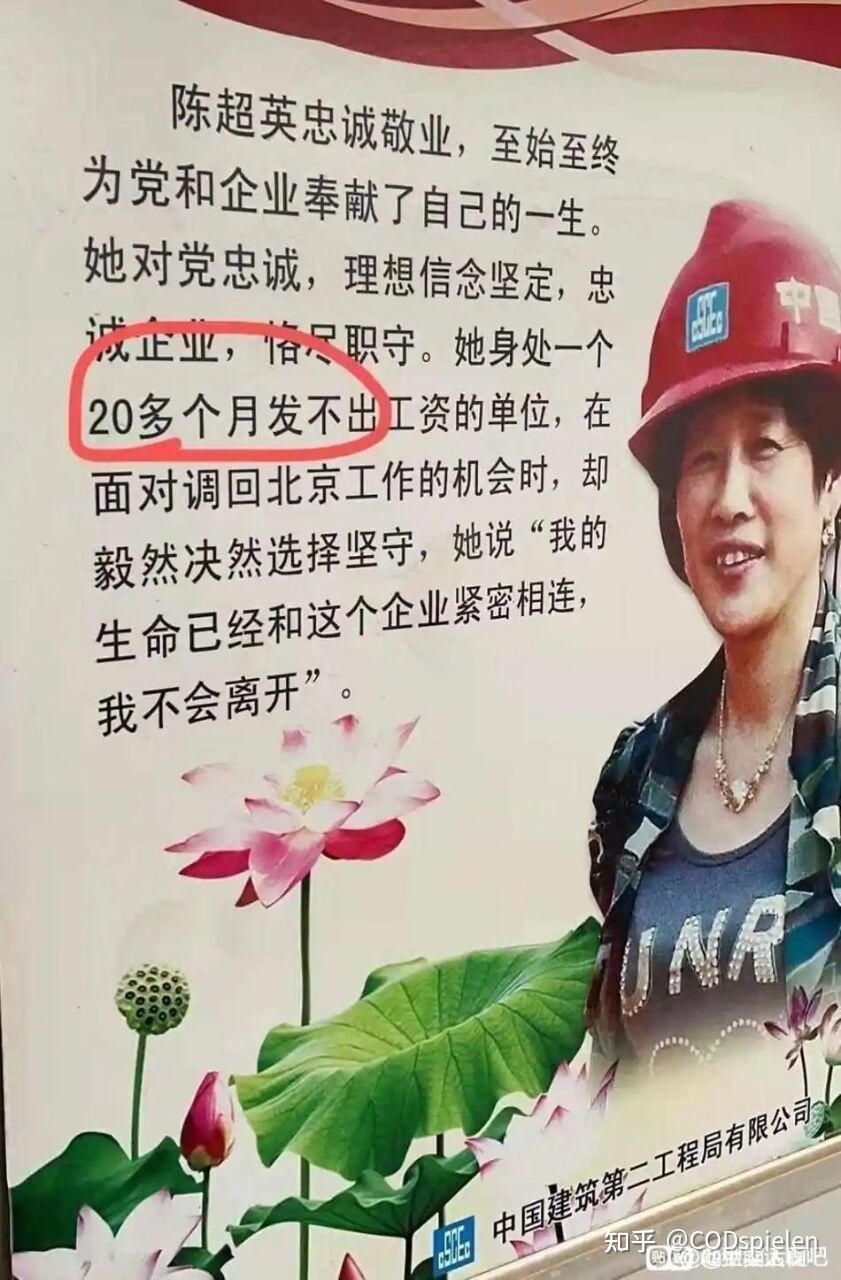 陈超英忠诚敬业，至始至终
为党和企业奉献了自己的一生。
她对党忠诚，理想信念坚定，忠
诚企业，恪尽职守。她身处一个
20多个月发不出工资的单位，在
面对调回北京工作的机会时，却
毅然决然选择坚守，她说“我的
生命已经和这个企业紧密相连，
我不会离开”。
CSCEC
中国
UNR
CSCEC
中国建筑第二工程局有限公司
知乎 @CODspielen